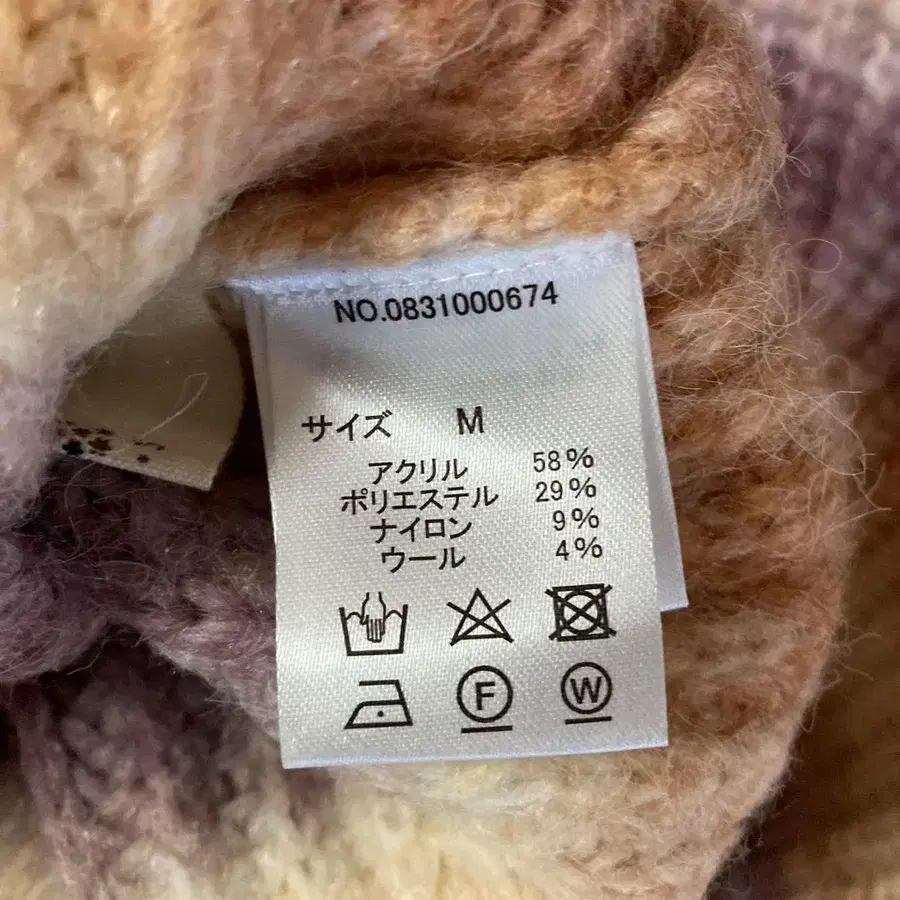 NO.0831000674
サイズ M
アクリル 58%
ポリエステル 29%
ナイロン 9%
ウール 4%
F W